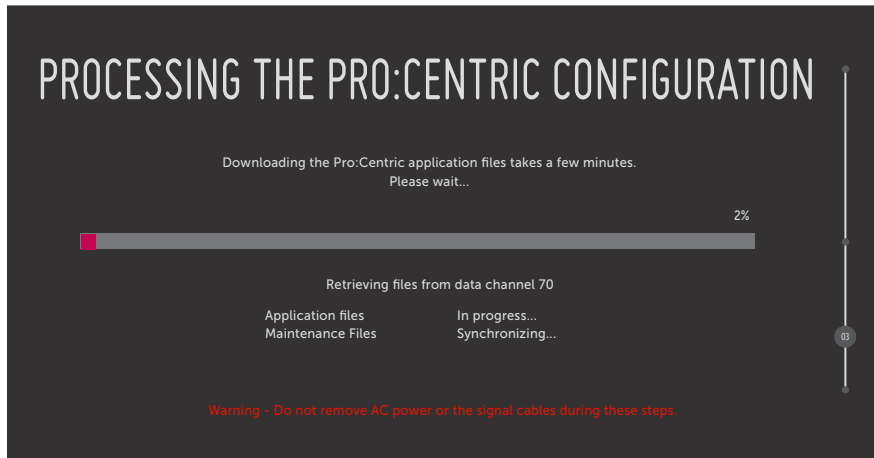 PROCESSING THE PRO:CENTRIC CONFIGURATION
Downloading the Pro:Centric application files takes a few minutes.
Please wait...
2%
Retrieving files from data channel 70
Application files In progress...
Maintenance Files Synchronizing...
03
Warning - Do not remove AC power or the signal cables during these steps.